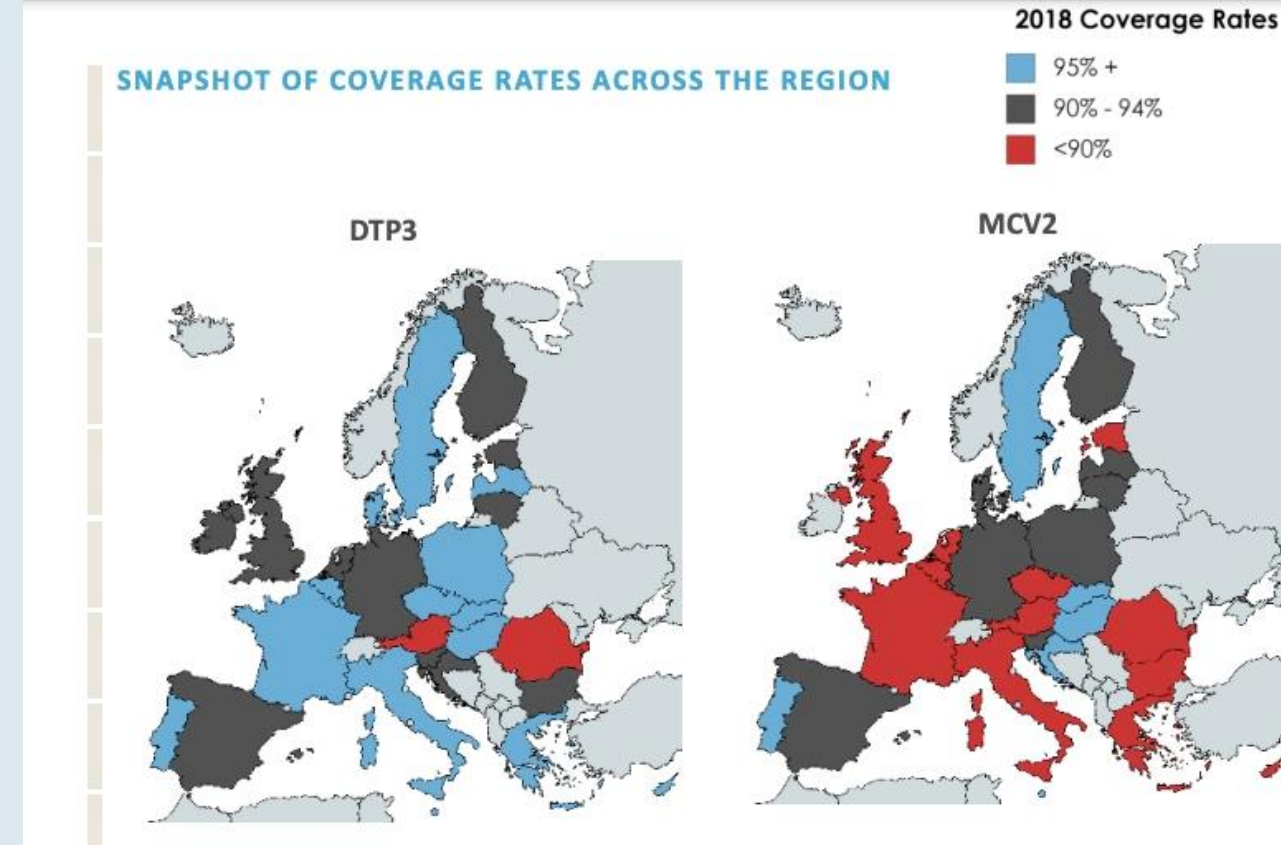 2018 Coverage Rates
SNAPSHOT OF COVERAGE RATES ACROSS THE REGION
95% +
90% - 94%
<90%
DTP3
MCV2